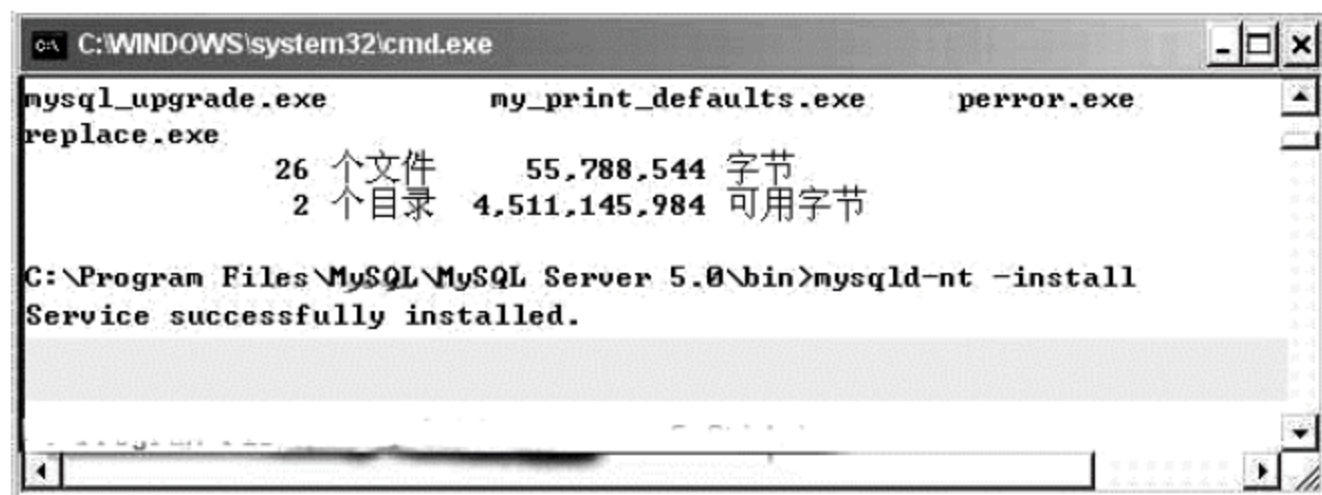 C:\WINDOWS\system32\cmd.exe
mysql_upgrade.exe my_print_defaults.exe perror.exe
replace.exe
26 个文件 55,788,544 字节
2 个目录 4,511,145,984 可用字节
C:\Program Files\MySQL\MySQL Server 5.0\bin>mysqld-nt -install
Service successfully installed.